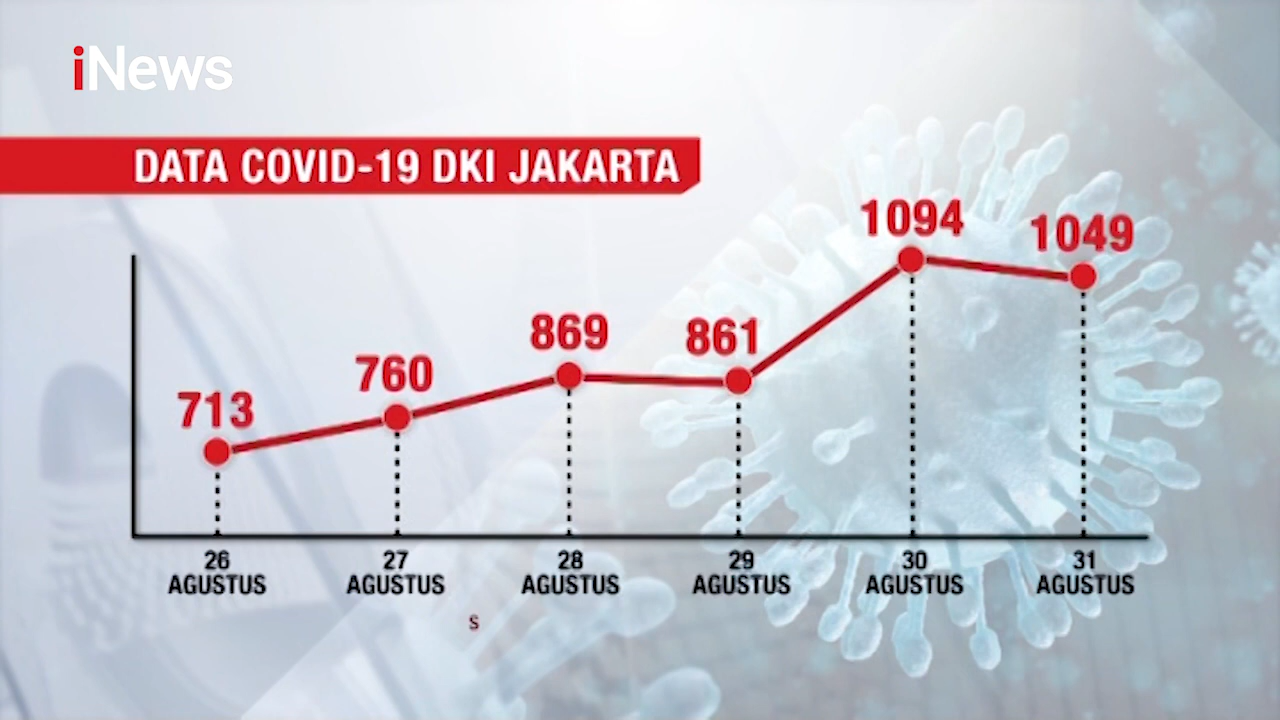 iNews
DATA COVID-19 DKI JAKARTA
713
760
869
861
1094
1049
26
AGUSTUS
27
AGUSTUS
28
AGUSTUS
29
AGUSTUS
30
AGUSTUS
31
AGUSTUS
S